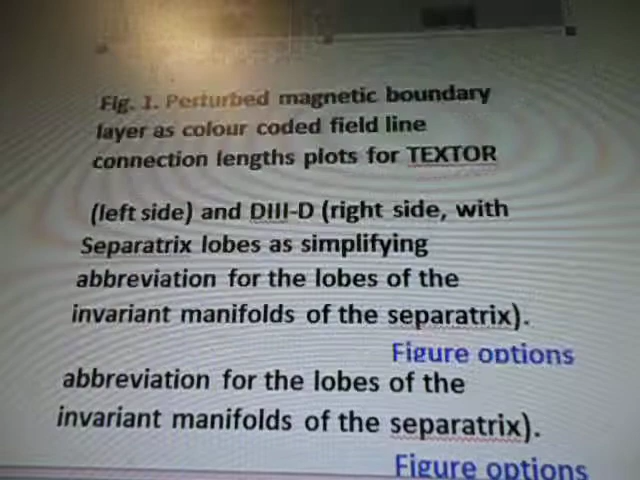 Fig. 1. Perturbed magnetic boundary
layer as colour coded field line
connection lengths plots for TEXTOR
(left side) and DIII-D (right side, with
Separatrix lobes as simplifying
abbreviation for the lobes of the
invariant manifolds of the separatrix).
Figure options
abbreviation for the lobes of the
invariant manifolds of the separatrix).
Figure options